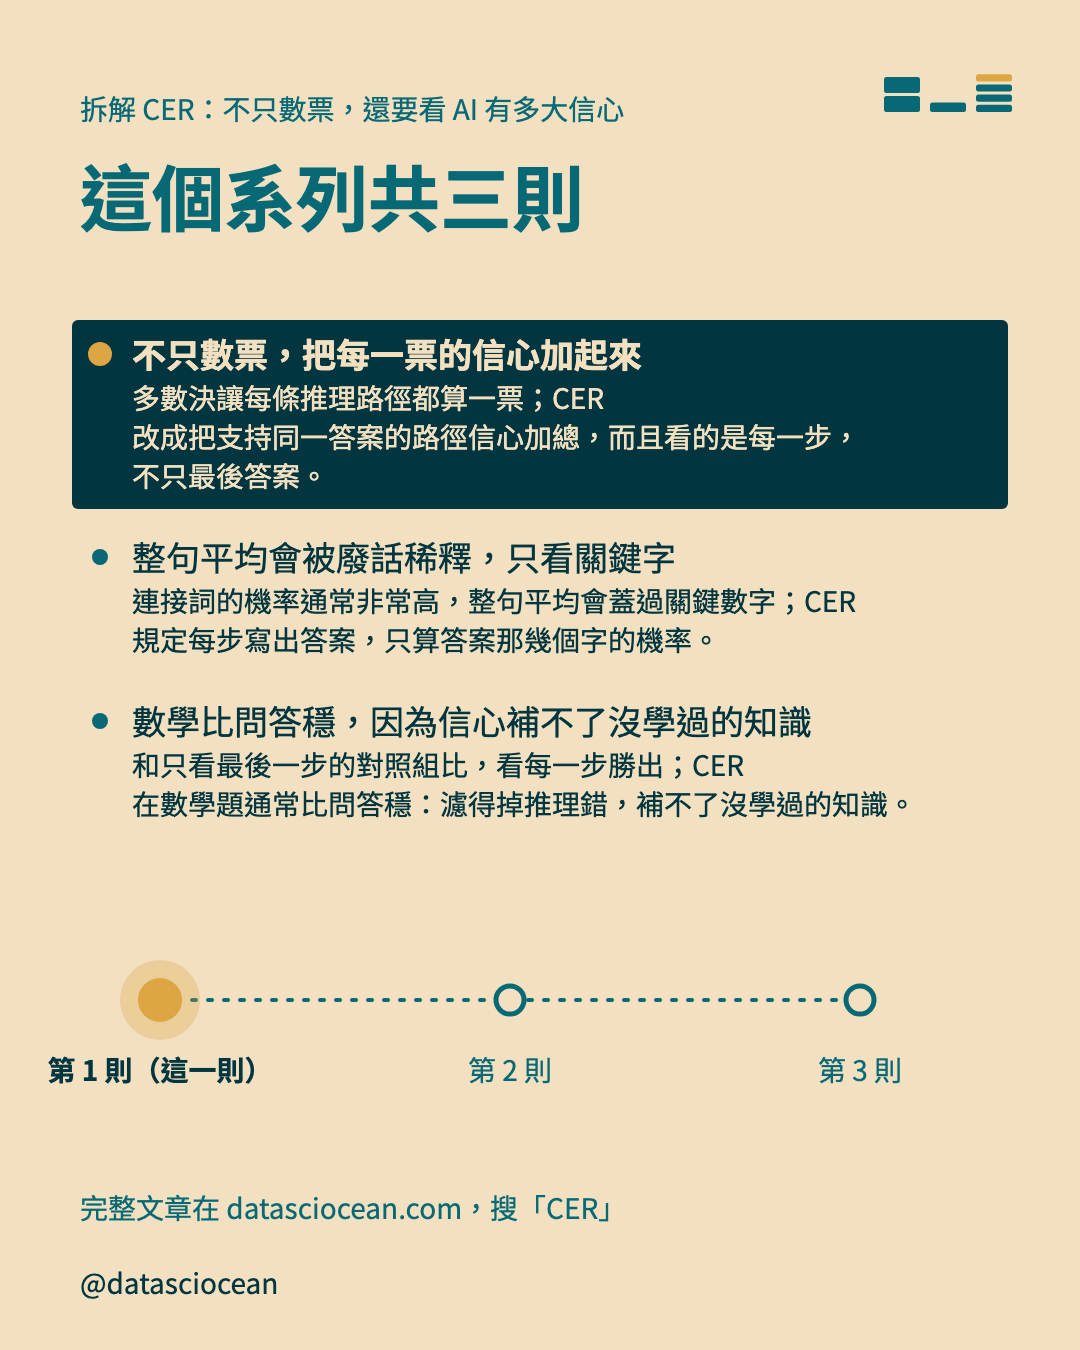 拆解 CER：不只數票，還要看 AI 有多大信心
這個系列共三則
不只數票，把每一票的信心加起來
多數決讓每條推理路徑都算一票；CER
改成把支持同一答案的路徑信心加總，而且看的是每一步，
不只最後答案。
整句平均會被廢話稀釋，只看關鍵字
連接詞的機率通常非常高，整句平均會蓋過關鍵數字；CER
規定每步寫出答案，只算答案那幾個字的機率。
數學比問答穩，因為信心補不了沒學過的知識
和只看最後一步的對照組比，看每一步勝出；CER
在數學題通常比問答穩：濾得掉推理錯，補不了沒學過的知識。
第 1 則（這一則）
第 2 則
第 3 則
完整文章在 datasciocean.com，搜「CER」
@datasciocean